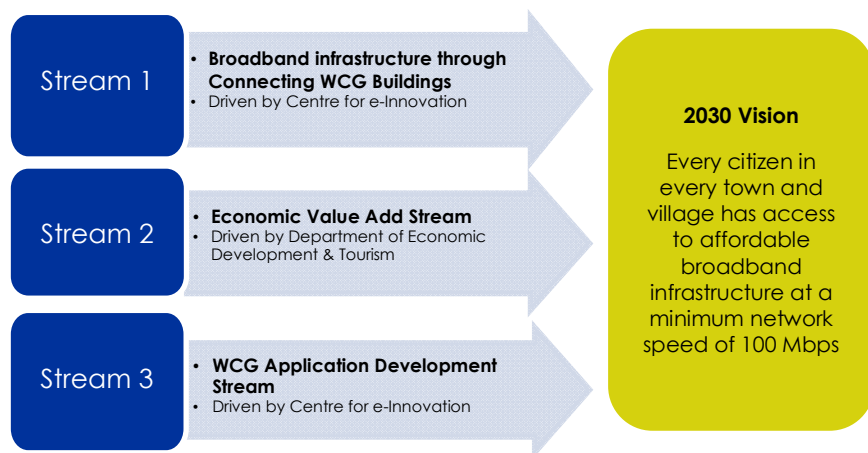 Stream 1
• Broadband infrastructure through
Connecting WCG Buildings
• Driven by Centre for e-Innovation
Stream 2
• Economic Value Add Stream
• Driven by Department of Economic
Development & Tourism
Stream 3
• WCG Application Development
Stream
• Driven by Centre for e-Innovation
2030 Vision
Every citizen in
every town and
village has access
to affordable
broadband
infrastructure at a
minimum network
speed of 100 Mbps